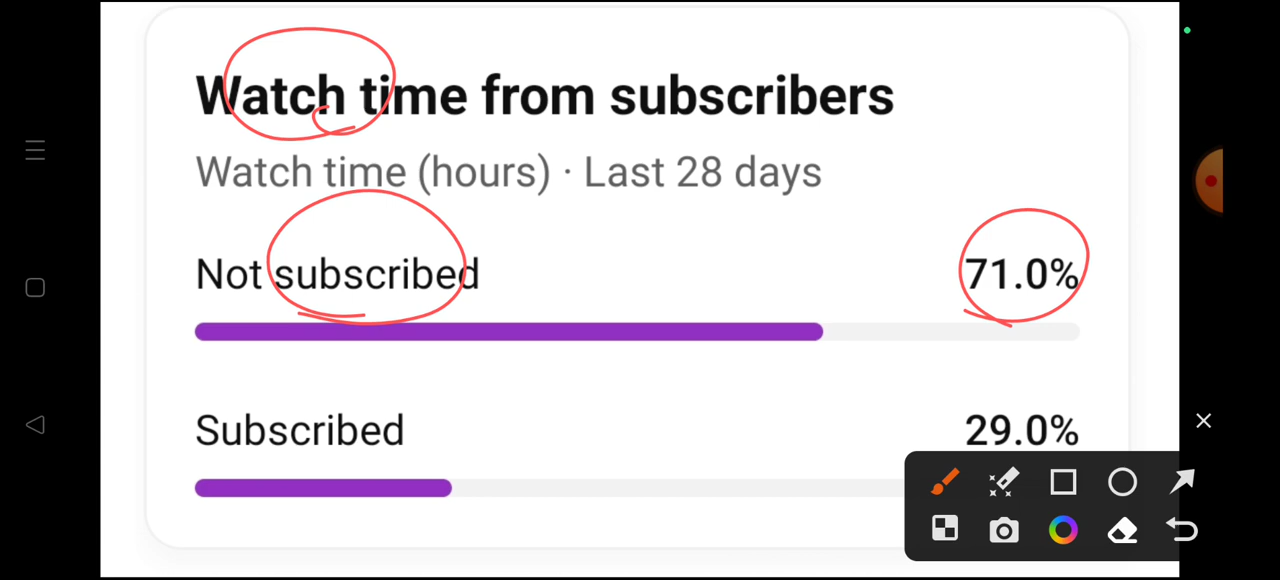 Watch time from subscribers
Watch time (hours) · Last 28 days
Not subscribed 71.0%
Subscribed 29.0%